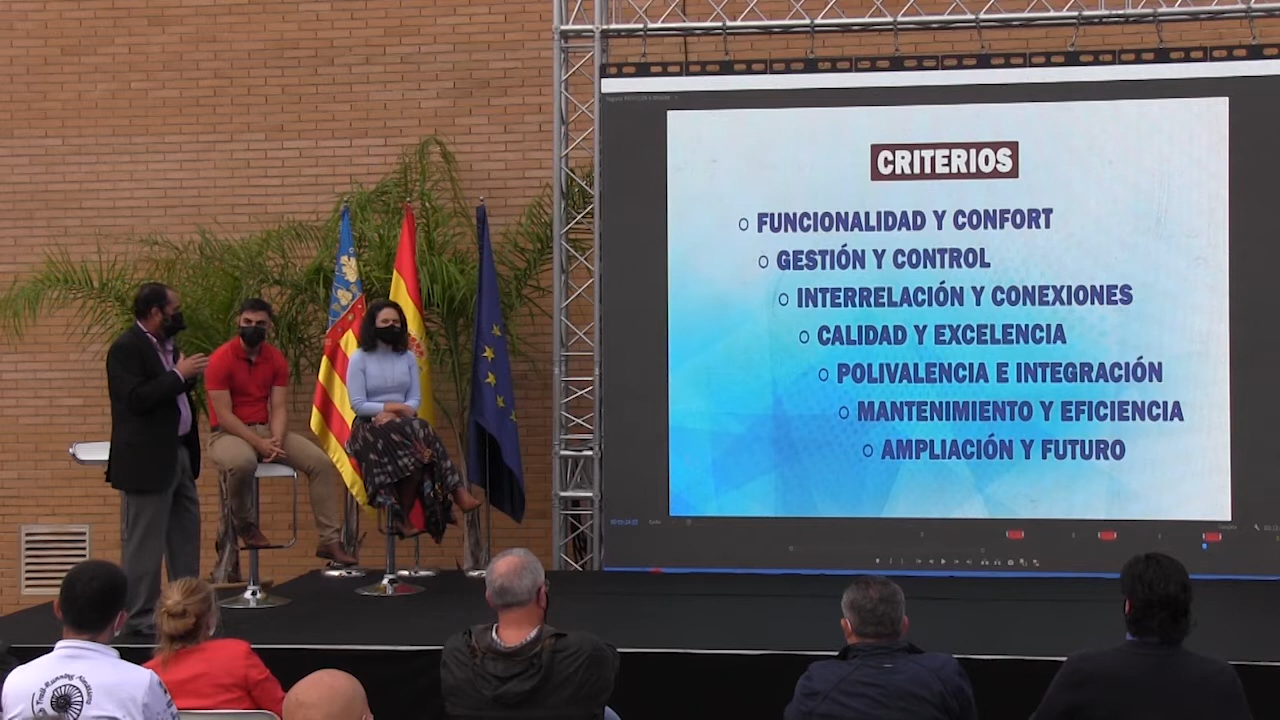 CRITERIOS
FUNCIONALIDAD Y CONFORT
GESTIÓN Y CONTROL
INTERRELACIÓN Y CONEXIONES
CALIDAD Y EXCELENCIA
POLIVALENCIA E INTEGRACIÓN
MANTENIMIENTO Y EFICIENCIA
AMPLIACIÓN Y FUTURO